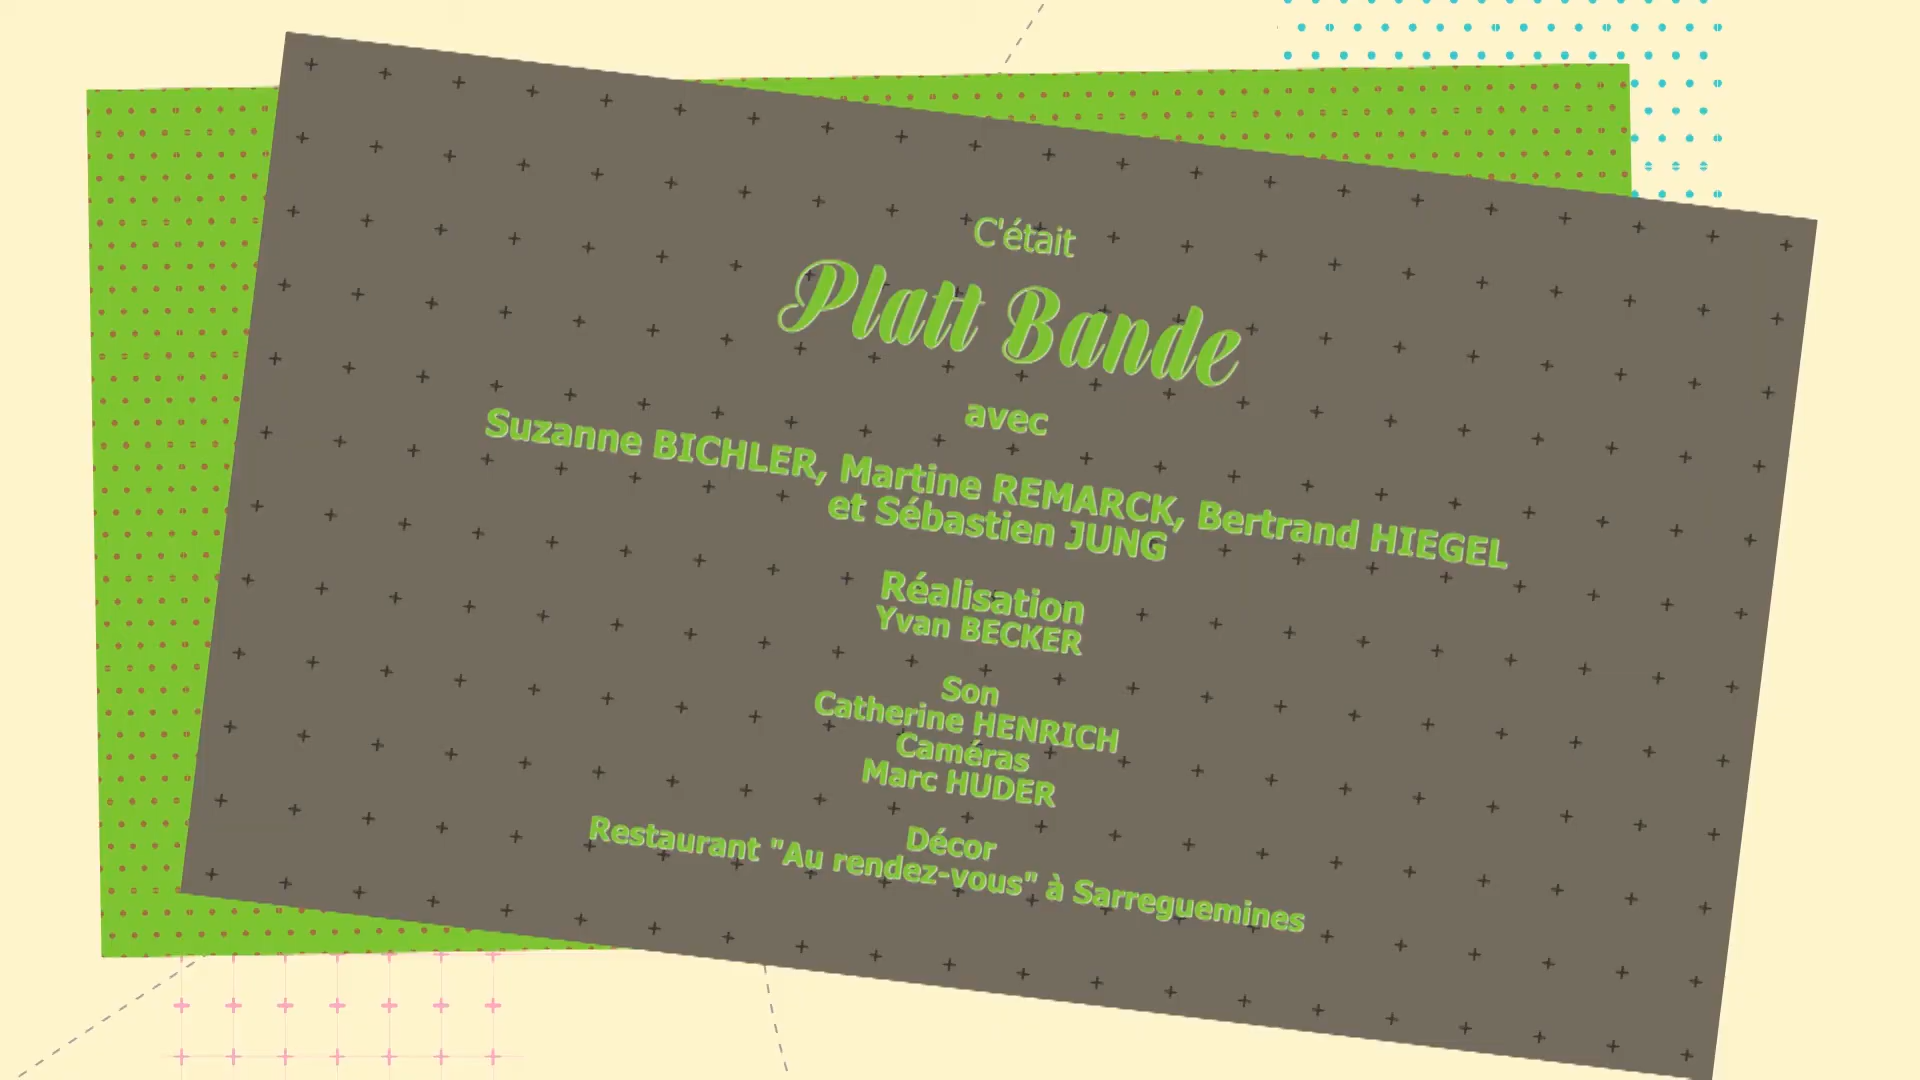 C'était
Platt Bande
avec
Suzanne BICHLER, Martine REMARCK, Bertrand HIEGEL
et Sébastien JUNG
Réalisation
Yvan BECKER
Son
Catherine HENRICH
Caméras
Marc HUDER
Décor
Restaurant "Au rendez-vous" à Sarreguemines